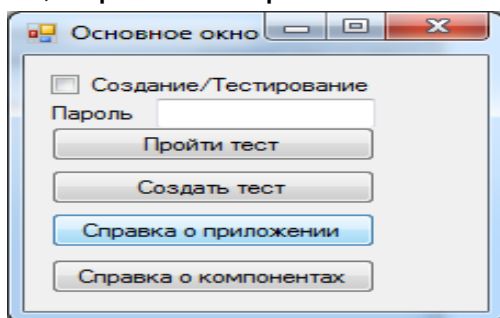 Основное окно
Создание/Тестирование
Пароль
Пройти тест
Создать тест
Справка о приложении
Справка о компонентах